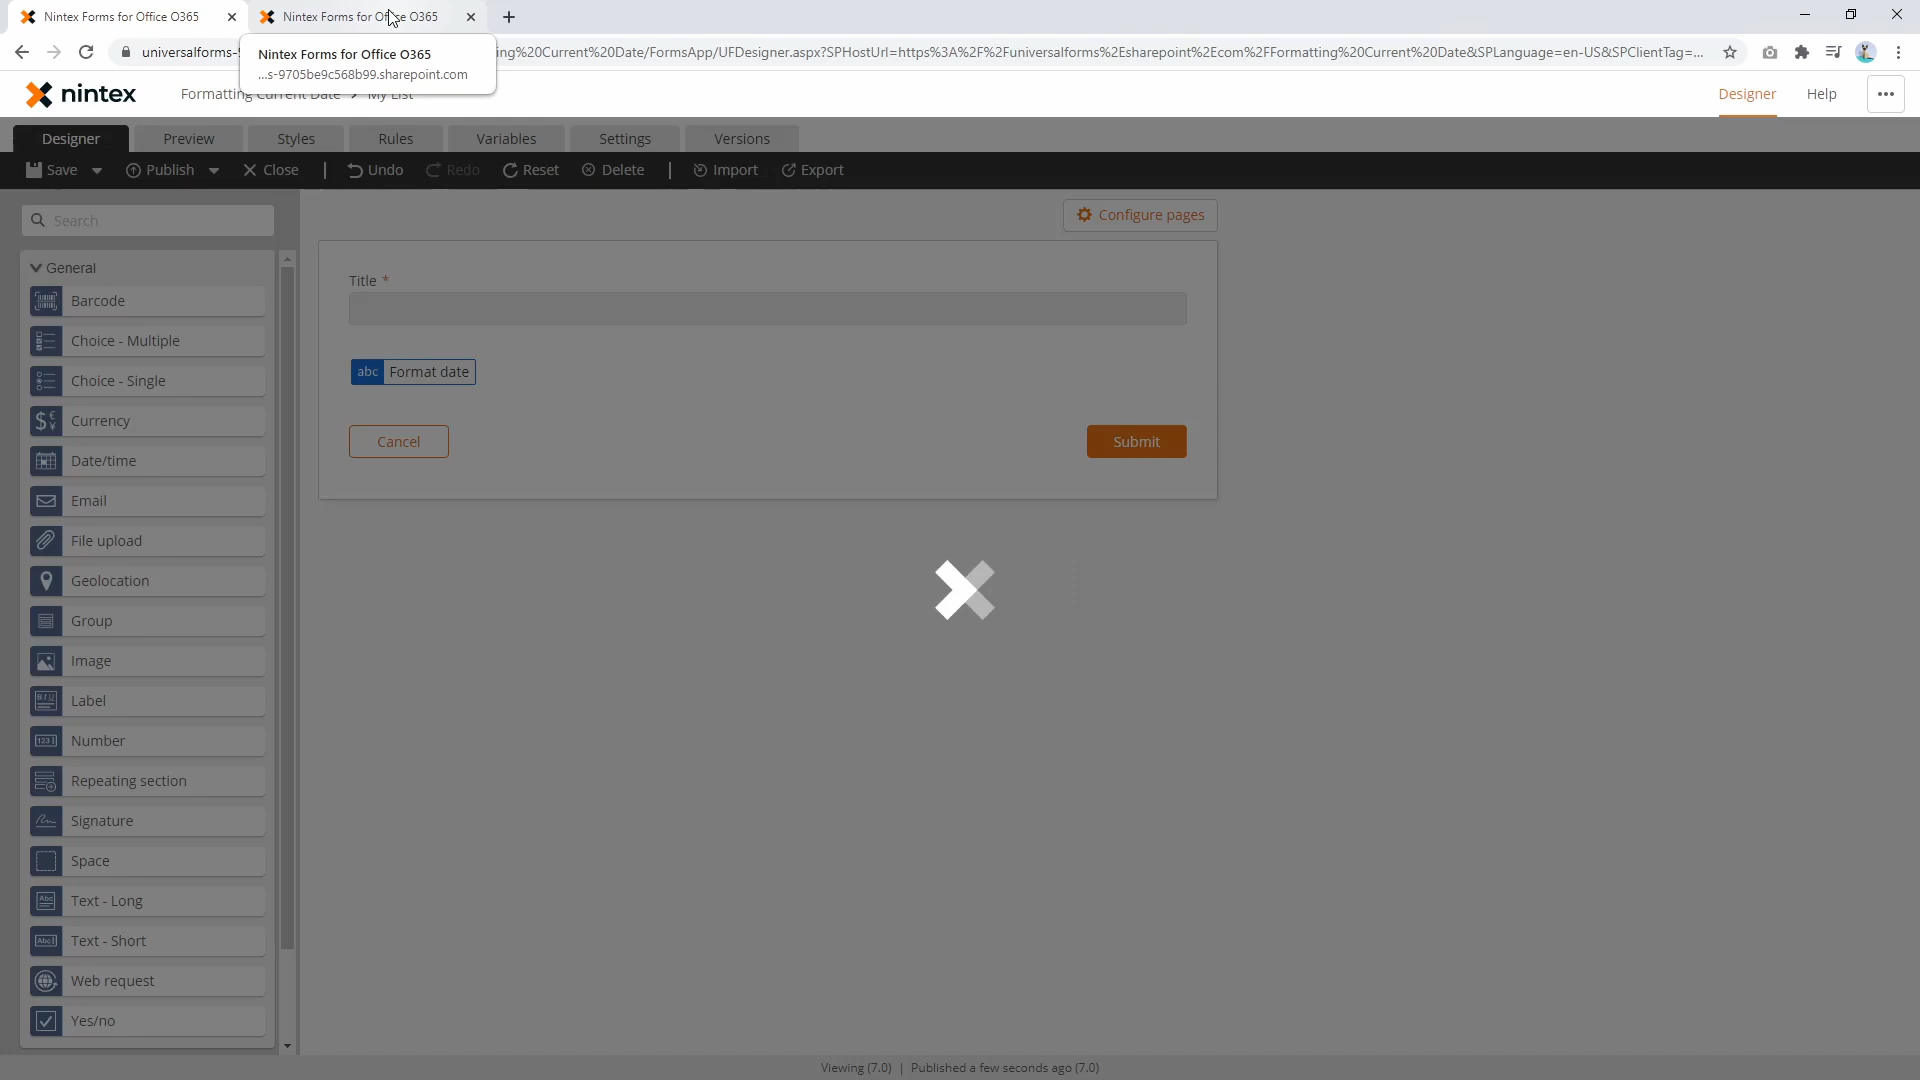 Nintex Forms for Office O365
Nintex Forms for Office O365
Nintex Forms for Office O365
...s-9705be9c568b99.sharepoint.com
universalforms-
ing%20Current%20Date/FormsApp/UFDesigner.aspx?SPHostUrl=https%3A%2F%2Funiversalforms%2Esharepoint%2Ecom%2FFormatting%20Current%20Date&SPLanguage=en-US&SPClientTag=...
nintex
Formatting Current Date > My List
Designer
Help
Designer
Preview
Styles
Rules
Variables
Settings
Versions
Save
Publish
Close
Undo
Redo
Reset
Delete
Import
Export
Search
Configure pages
General
Barcode
Choice - Multiple
Choice - Single
Currency
Date/time
Email
File upload
Geolocation
Group
Image
Label
Number
Repeating section
Signature
Space
Text - Long
Text - Short
Web request
Yes/no
Title *
abc Format date
Cancel
Submit
Viewing (7.0) | Published a few seconds ago (7.0)